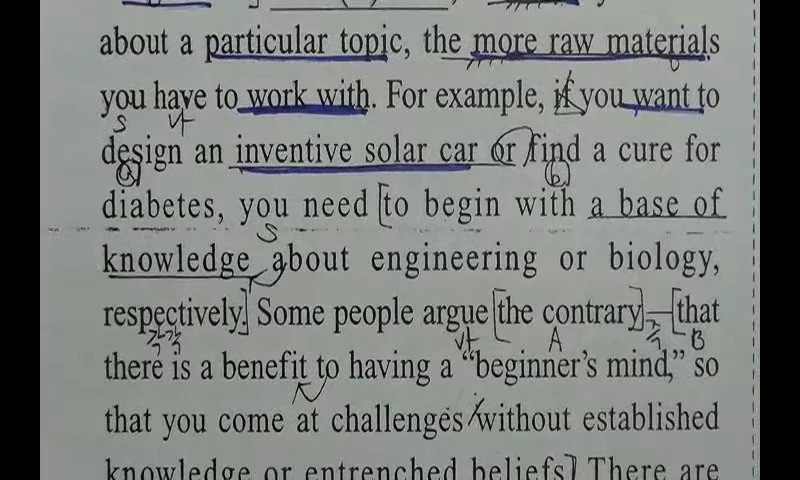 about a particular topic, the more raw materials
you have to work with. For example, if you want to
design an inventive solar car or find a cure for
diabetes, you need [to begin with a base of
knowledge about engineering or biology,
respectively.] Some people argue [the contrary]—[that
there is a benefit to having a “beginner’s mind,” so
that you come at challenges / without established
knowledge or entrenched beliefs] There are